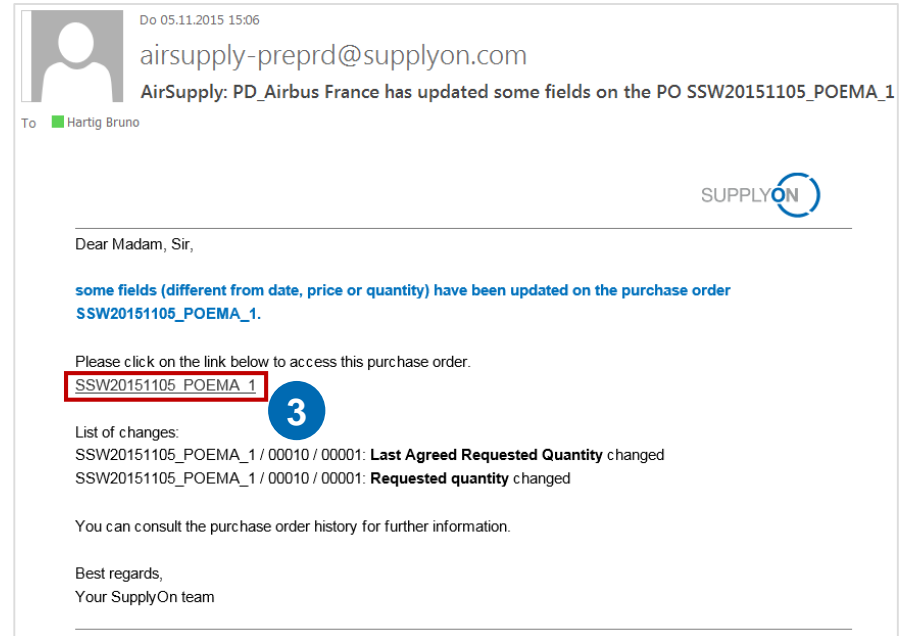 Do 05.11.2015 15:06
airsupply-preprd@supplyon.com
AirSupply: PD_Airbus France has updated some fields on the PO SSW20151105_POEMA_1
To Hartig Bruno
SUPPLYON
Dear Madam, Sir,
some fields (different from date, price or quantity) have been updated on the purchase order
SSW20151105_POEMA_1.
Please click on the link below to access this purchase order.
SSW20151105_POEMA_1
3
List of changes:
SSW20151105_POEMA_1 / 00010 / 00001: Last Agreed Requested Quantity changed
SSW20151105_POEMA_1 / 00010 / 00001: Requested quantity changed
You can consult the purchase order history for further information.
Best regards,
Your SupplyOn team